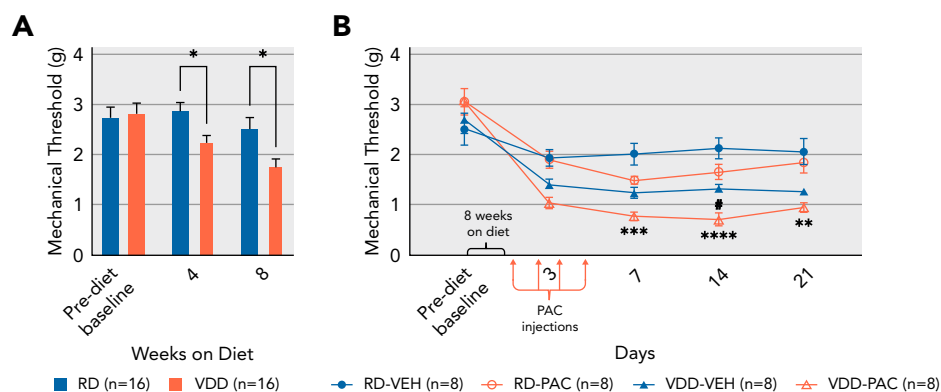 A
Mechanical Threshold (g)
4
3
2
1
0
*
*
Pre-diet
baseline
4
8
Weeks on Diet
RD (n=16)
VDD (n=16)
B
Mechanical Threshold (g)
4
3
2
1
0
8 weeks
on diet
#
***
****
**
Pre-diet
baseline
3
7
14
21
PAC
injections
Days
RD-VEH (n=8)
RD-PAC (n=8)
VDD-VEH (n=8)
VDD-PAC (n=8)